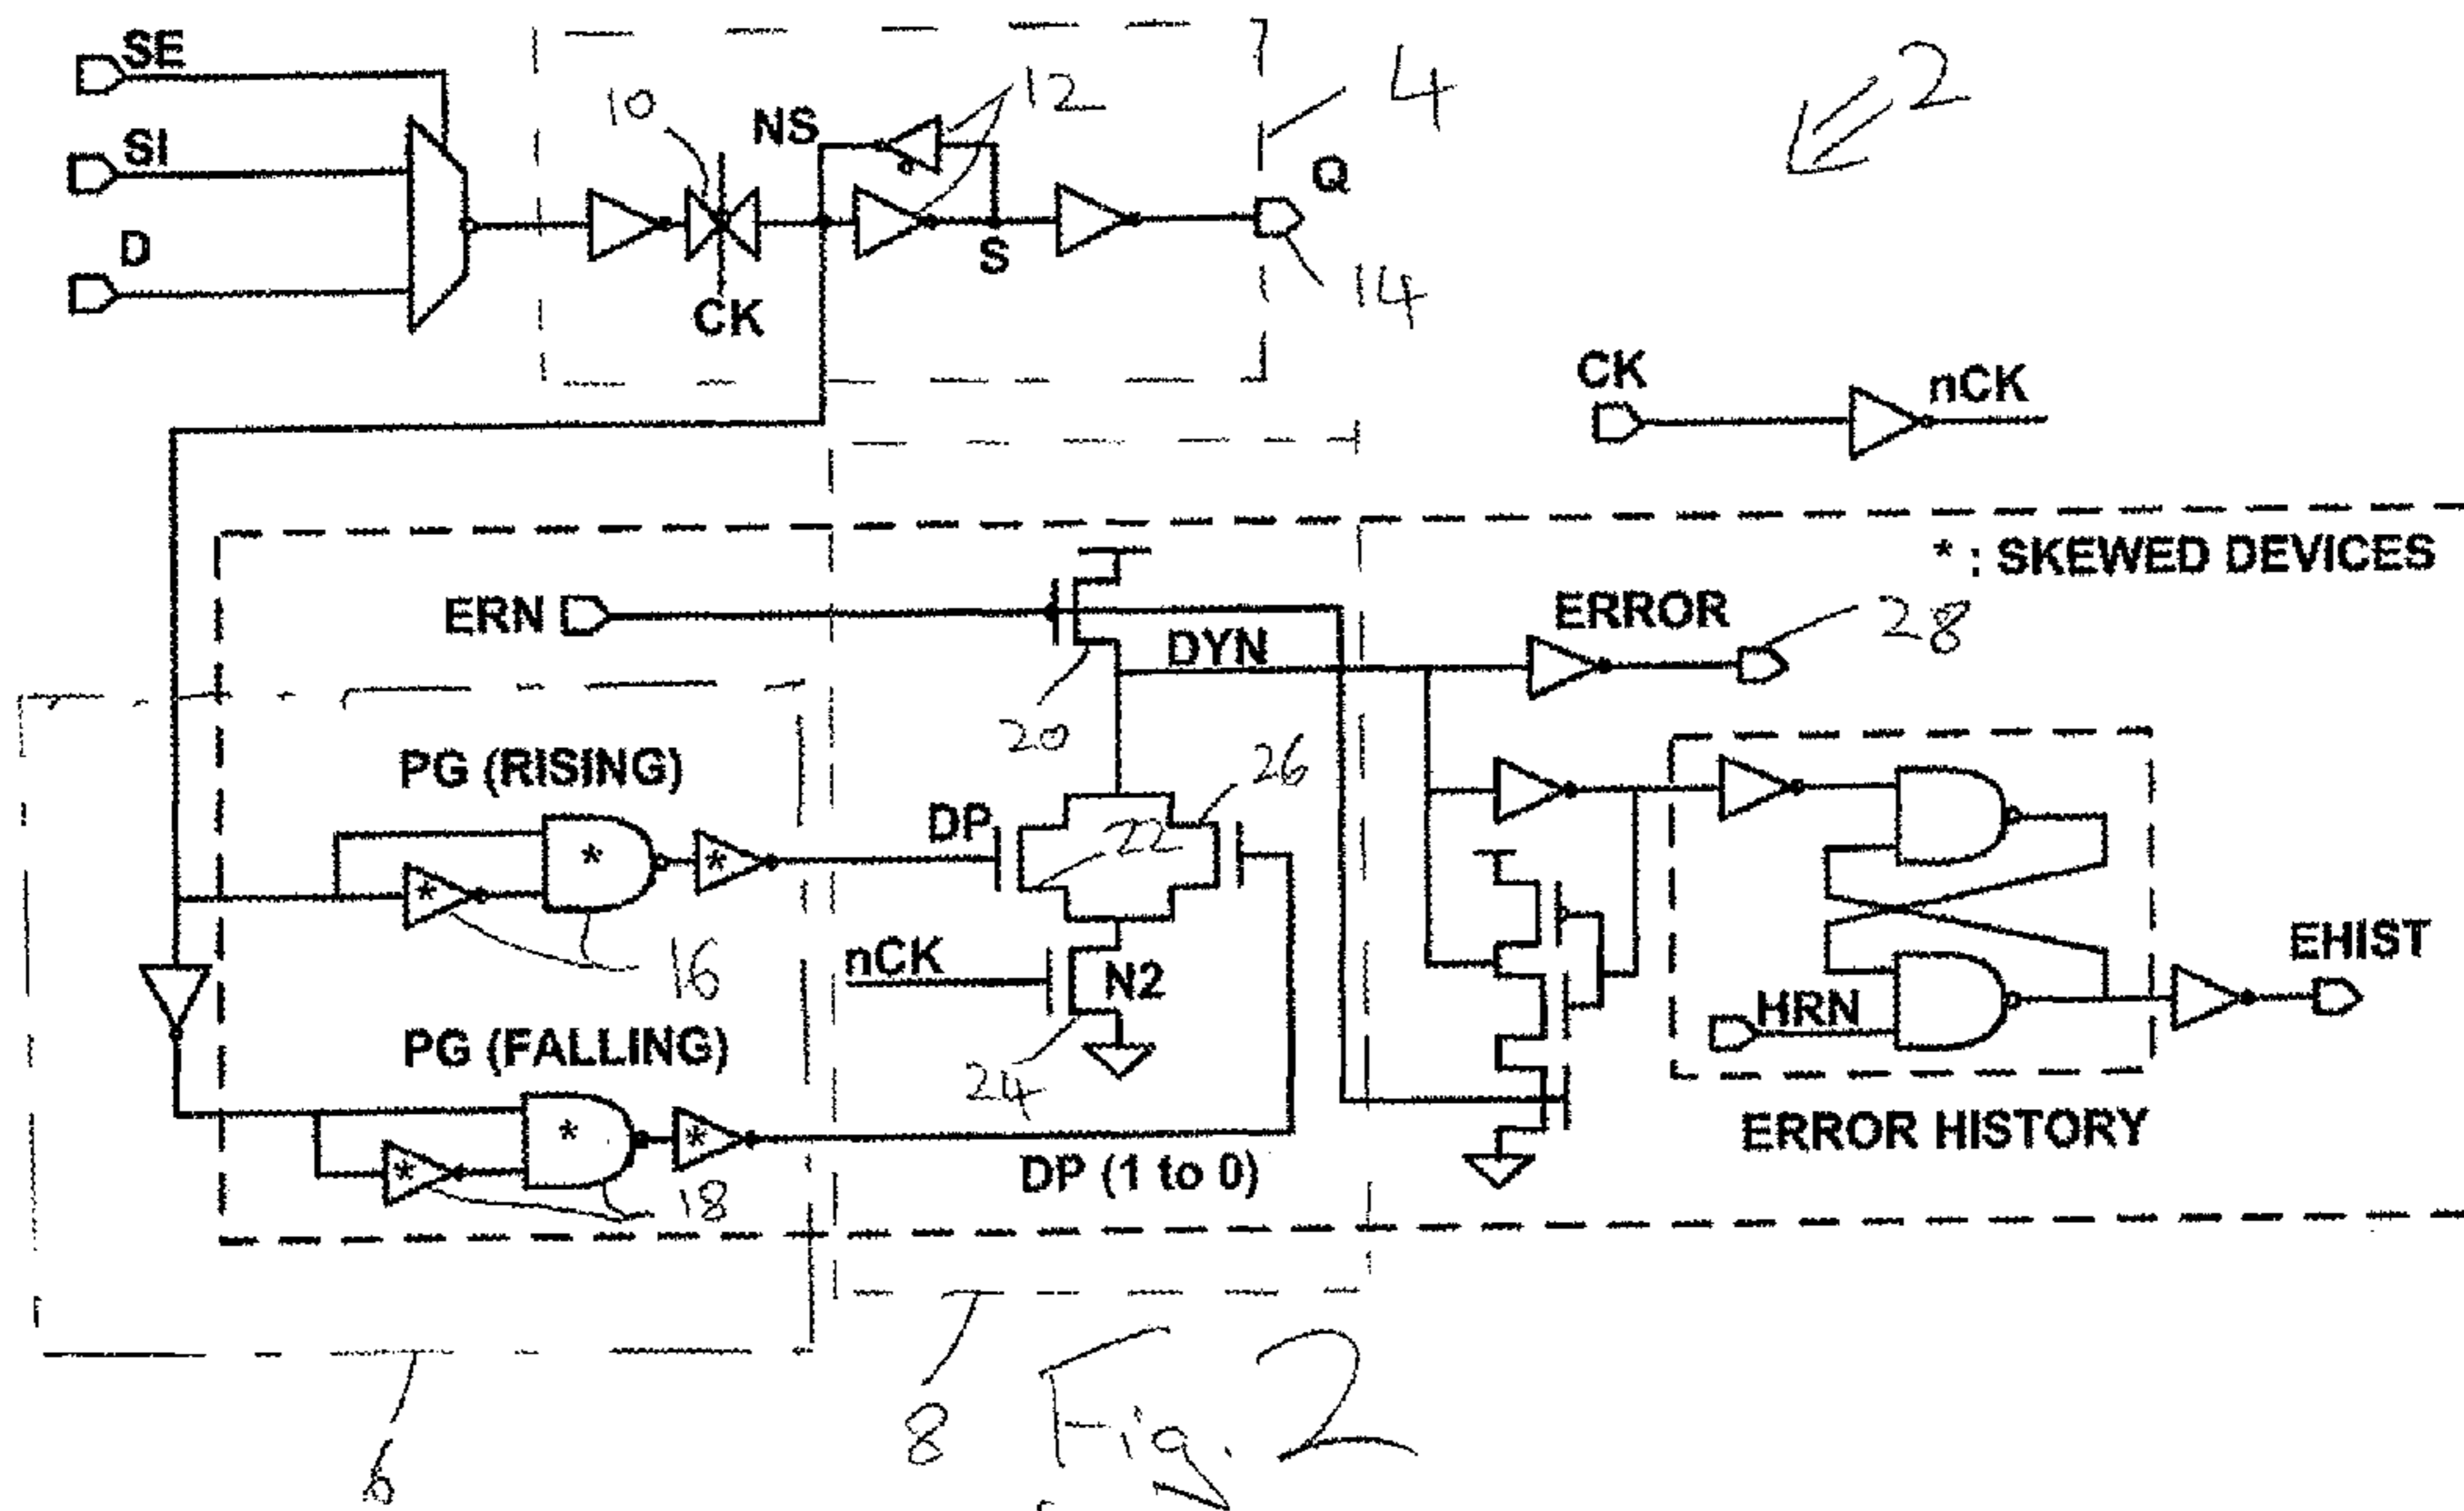 SE
SI
D
10
NS
12
4
2
Q
S
CK
14
CK
nCK
* : SKEWED DEVICES
ERN
ERROR
28
DYN
20
PG (RISING)
26
DP
22
*
*
*
16
nCK
N2
EHIST
HRN
PG (FALLING)
24
ERROR HISTORY
*
*
*
18
DP (1 to 0)
6
8
Fig. 2